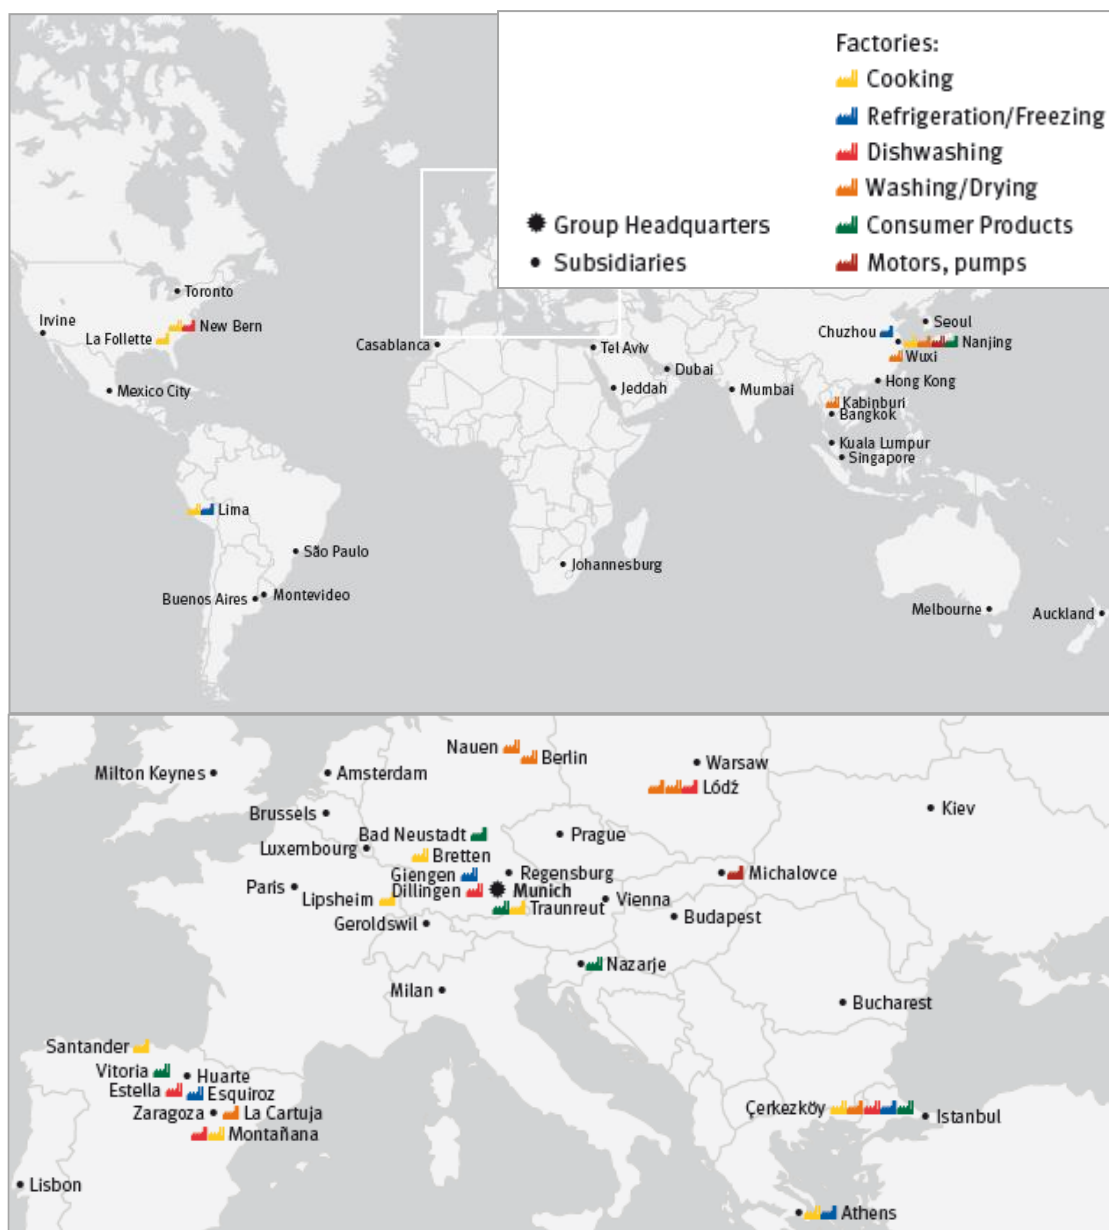 Factories:
Cooking
Refrigeration/Freezing
Dishwashing
Washing/Drying
Group Headquarters
Consumer Products
Subsidiaries
Motors, pumps
Toronto
Irvine
New Bern
La Follette
Mexico City
Casablanca
Tel Aviv
Dubai
Jeddah
Mumbai
Seoul
Chuzhou
Nanjing
Wuxi
Hong Kong
Kabinburi
Bangkok
Kuala Lumpur
Singapore
Lima
São Paulo
Johannesburg
Buenos Aires
Montevideo
Melbourne
Auckland
Nauen
Berlin
Warsaw
Milton Keynes
Amsterdam
Lódź
Kiev
Brussels
Bad Neustadt
Prague
Luxembourg
Bretten
Giengen
Regensburg
Michalovce
Paris
Dillingen
Munich
Lipsheim
Vienna
Traunreut
Budapest
Geroldswil
Nazarje
Milan
Bucharest
Santander
Vitoria
Huarte
Estella
Esquiroz
Zaragoza
La Cartuja
Çerkezköy
Istanbul
Montañana
Lisbon
Athens